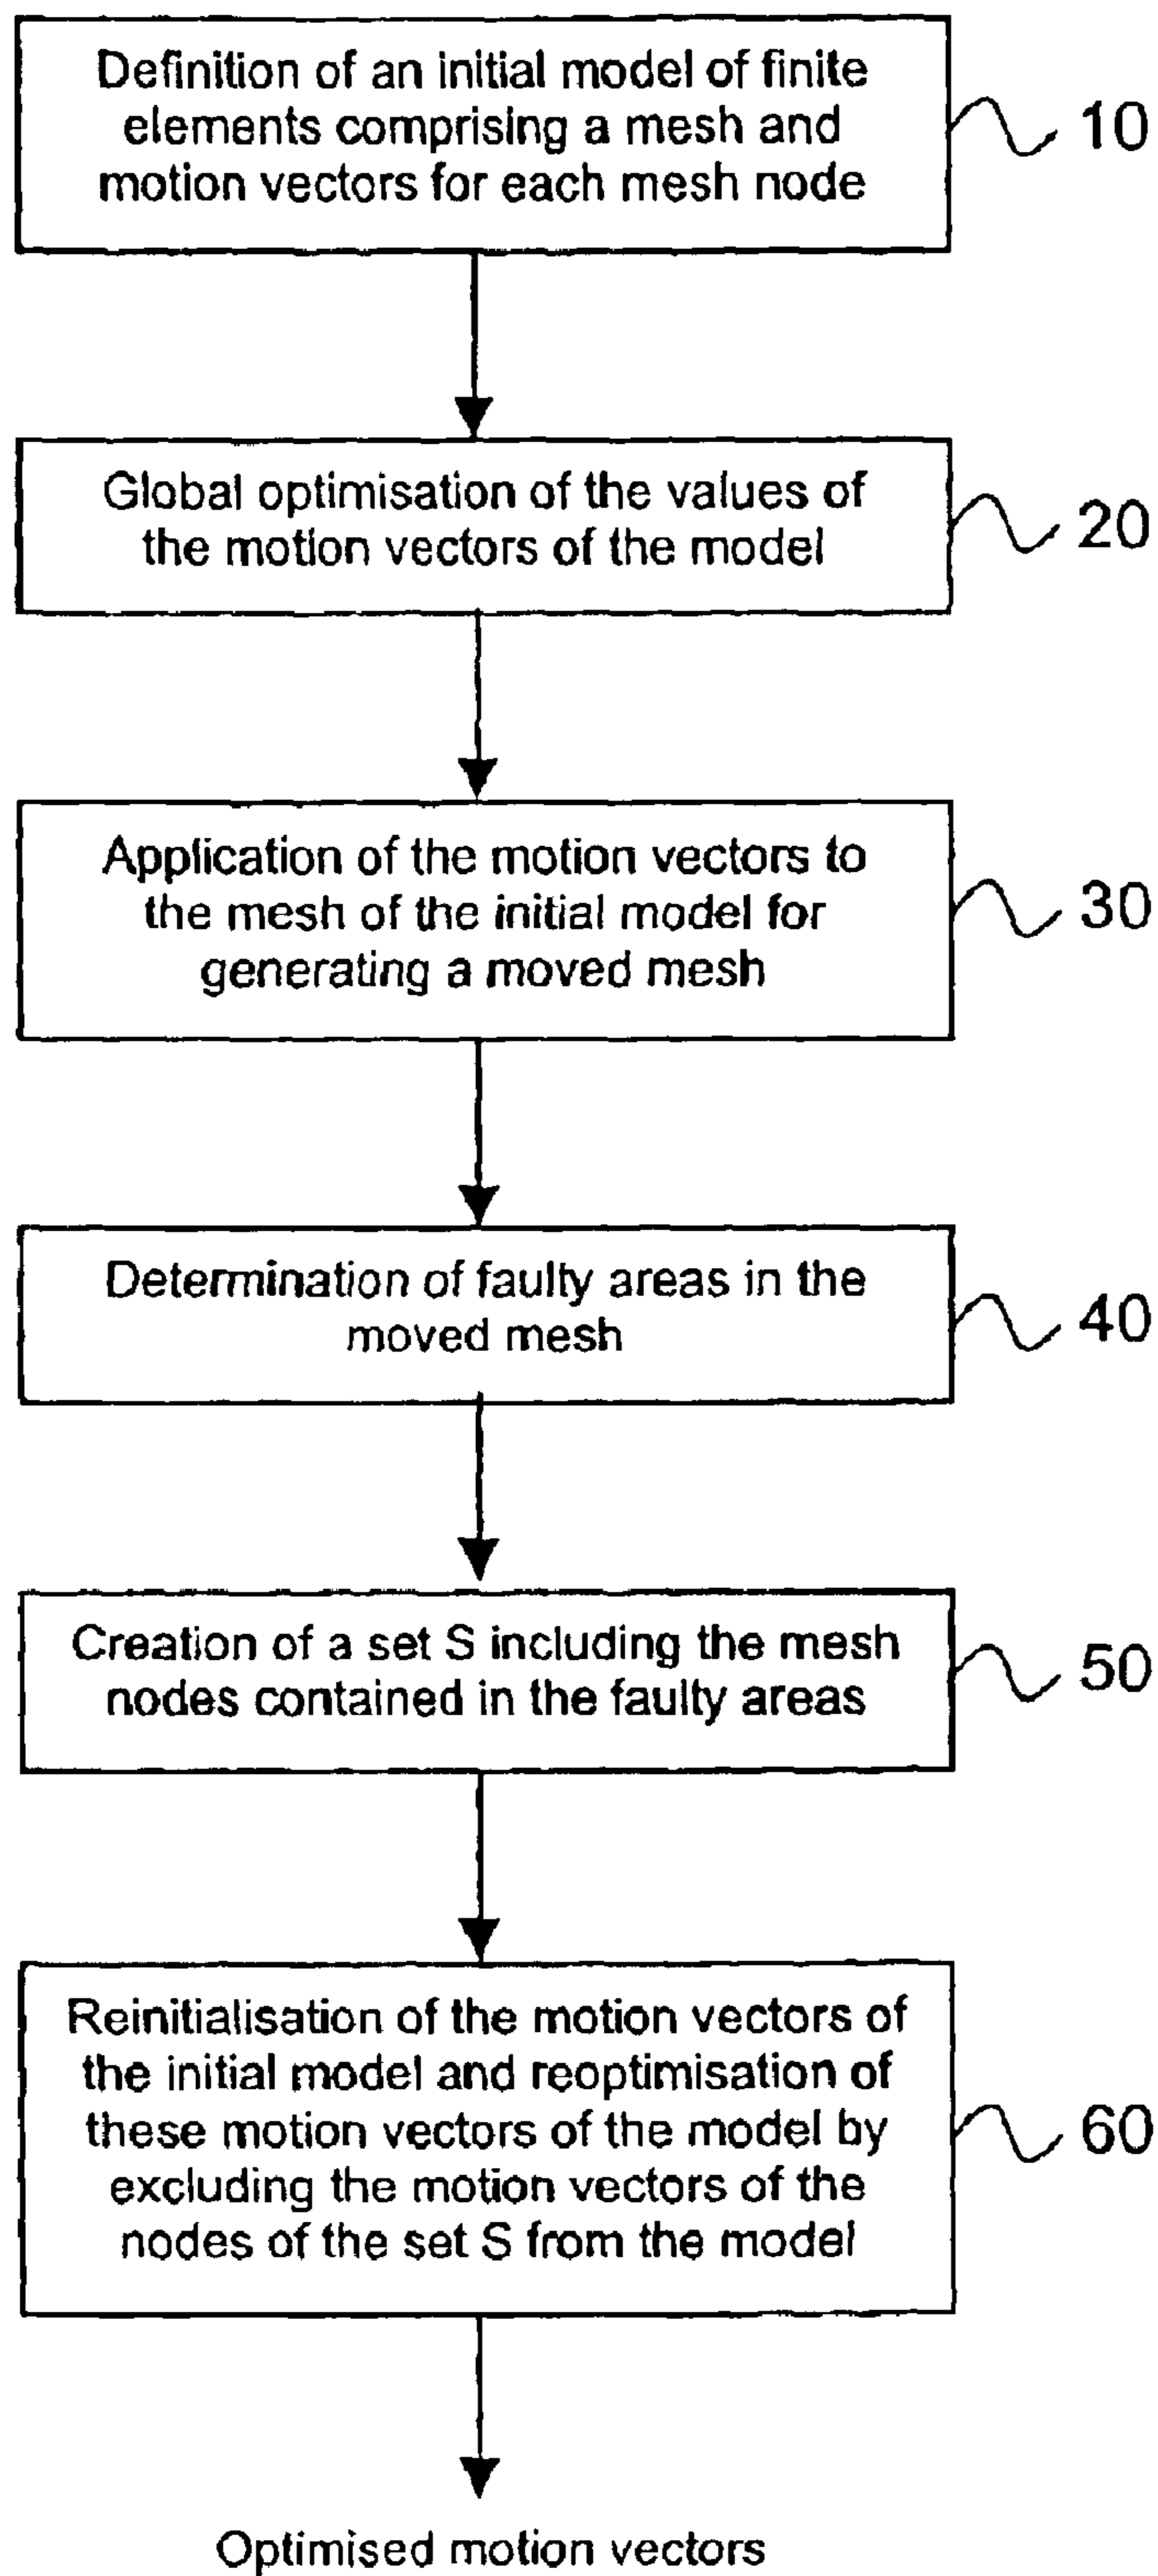 Definition of an initial model of finite
elements comprising a mesh and
motion vectors for each mesh node
10
Global optimisation of the values of
the motion vectors of the model
20
Application of the motion vectors to
the mesh of the initial model for
generating a moved mesh
30
Determination of faulty areas in the
moved mesh
40
Creation of a set S including the mesh
nodes contained in the faulty areas
50
Reinitialisation of the motion vectors of
the initial model and reoptimisation of
these motion vectors of the model by
excluding the motion vectors of the
nodes of the set S from the model
60
Optimised motion vectors